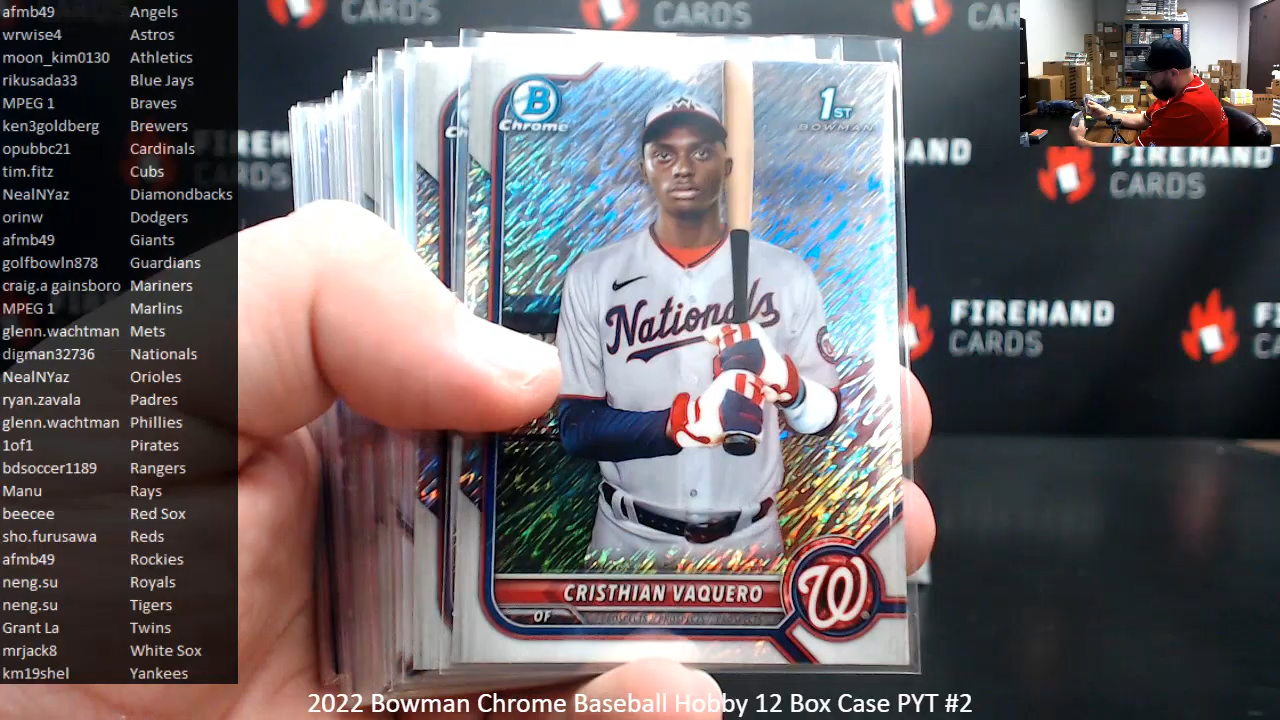 afmb49 Angels
wrwise4 Astros
moon_kim0130 Athletics
rikusada33 Blue Jays
MPEG 1 Braves
ken3goldberg Brewers
opubbc21 Cardinals
tim.fitz Cubs
NealNYaz Diamondbacks
orinw Dodgers
afmb49 Giants
golfbowln878 Guardians
craig.a gainsboro Mariners
MPEG 1 Marlins
glenn.wachtman Mets
digman32736 Nationals
NealNYaz Orioles
ryan.zavala Padres
glenn.wachtman Phillies
1of1 Pirates
bdsoccer1189 Rangers
Manu Rays
beecee Red Sox
sho.furusawa Reds
afmb49 Rockies
neng.su Royals
neng.su Tigers
Grant La Twins
mrjack8 White Sox
km19shel Yankees
CARDS
CARDS
FIREHAND
CARDS
FIREHAND
CARDS
B
Chrome
1ST
BOWMAN
Nationals
CRISTHIAN VAQUERO
OF
W
2022 Bowman Chrome Baseball Hobby 12 Box Case PYT #2